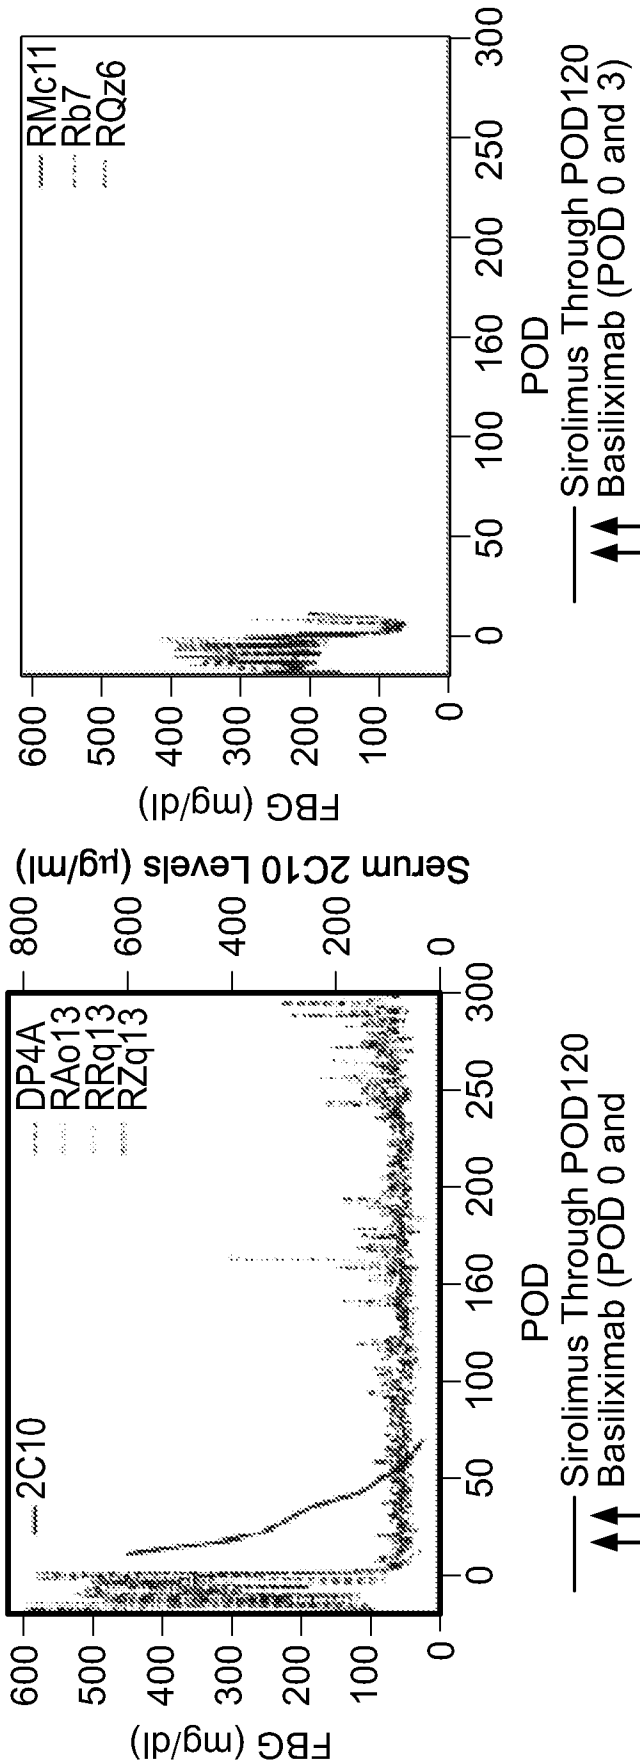 FBG (mg/dl)
600
500
400
300
200
100
0
2C10
DP4A
RAo13
RRq13
RZq13
800
600
400
200
0
Serum 2C10 Levels (µg/ml)
0
50
100
160
200
250
300
POD
Sirolimus Through POD120
Basiliximab (POD 0 and
FBG (mg/dl)
600
500
400
300
200
100
0
RMc11
Rb7
RQz6
0
50
100
160
200
250
300
POD
Sirolimus Through POD120
Basiliximab (POD 0 and 3)